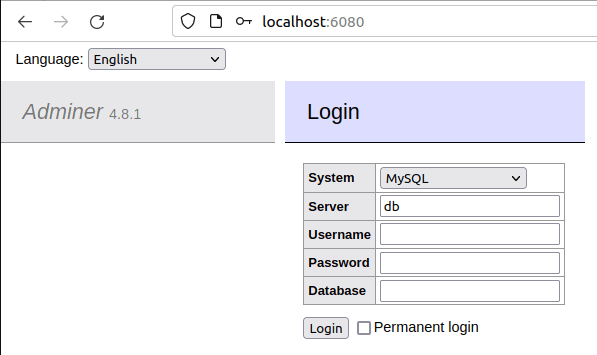 localhost:6080
Language: English
Adminer 4.8.1
Login
System MySQL
Server db
Username
Password
Database
Login Permanent login